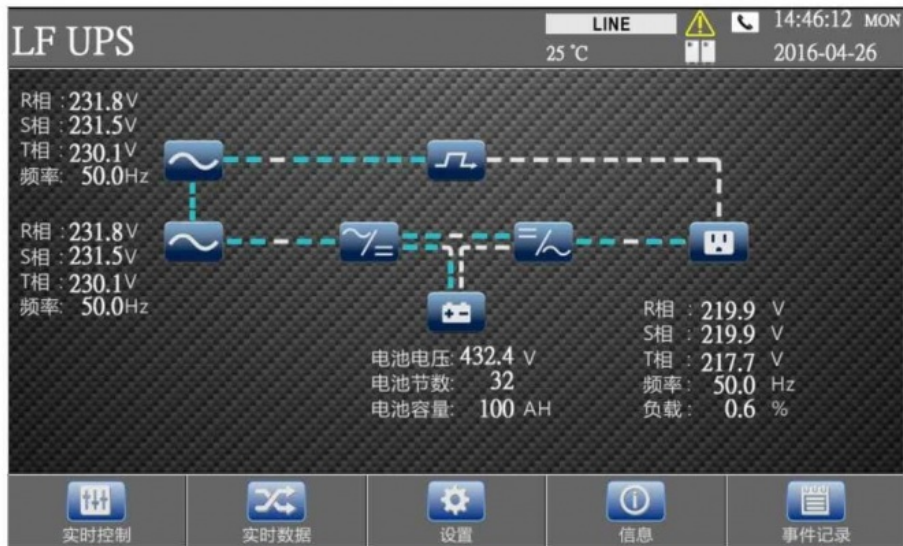 LF UPS
LINE
14:46:12 MON
25 ℃
2016-04-26
R相 : 231.8V
S相 : 231.5V
T相 : 230.1V
频率: 50.0Hz
R相 : 231.8V
S相 : 231.5V
T相 : 230.1V
频率: 50.0Hz
电池电压: 432.4 V
电池节数: 32
电池容量: 100 AH
R相 : 219.9 V
S相 : 219.9 V
T相 : 217.7 V
频率: 50.0 Hz
负载: 0.6 %
实时控制
实时数据
设置
信息
事件记录